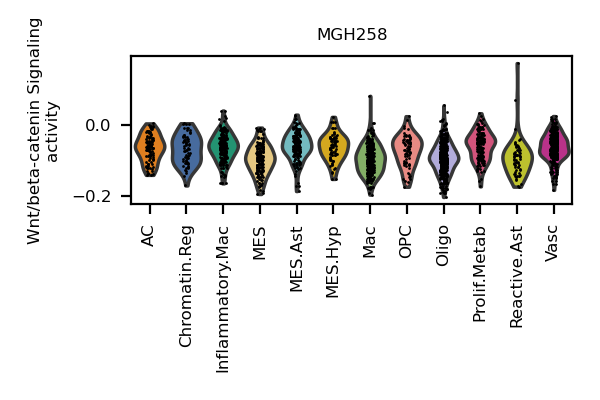 MGH258
Wnt/beta-catenin Signaling
activity
0.0
−0.2
AC
Chromatin.Reg
Inflammatory.Mac
MES
MES.Ast
MES.Hyp
Mac
OPC
Oligo
Prolif.Metab
Reactive.Ast
Vasc